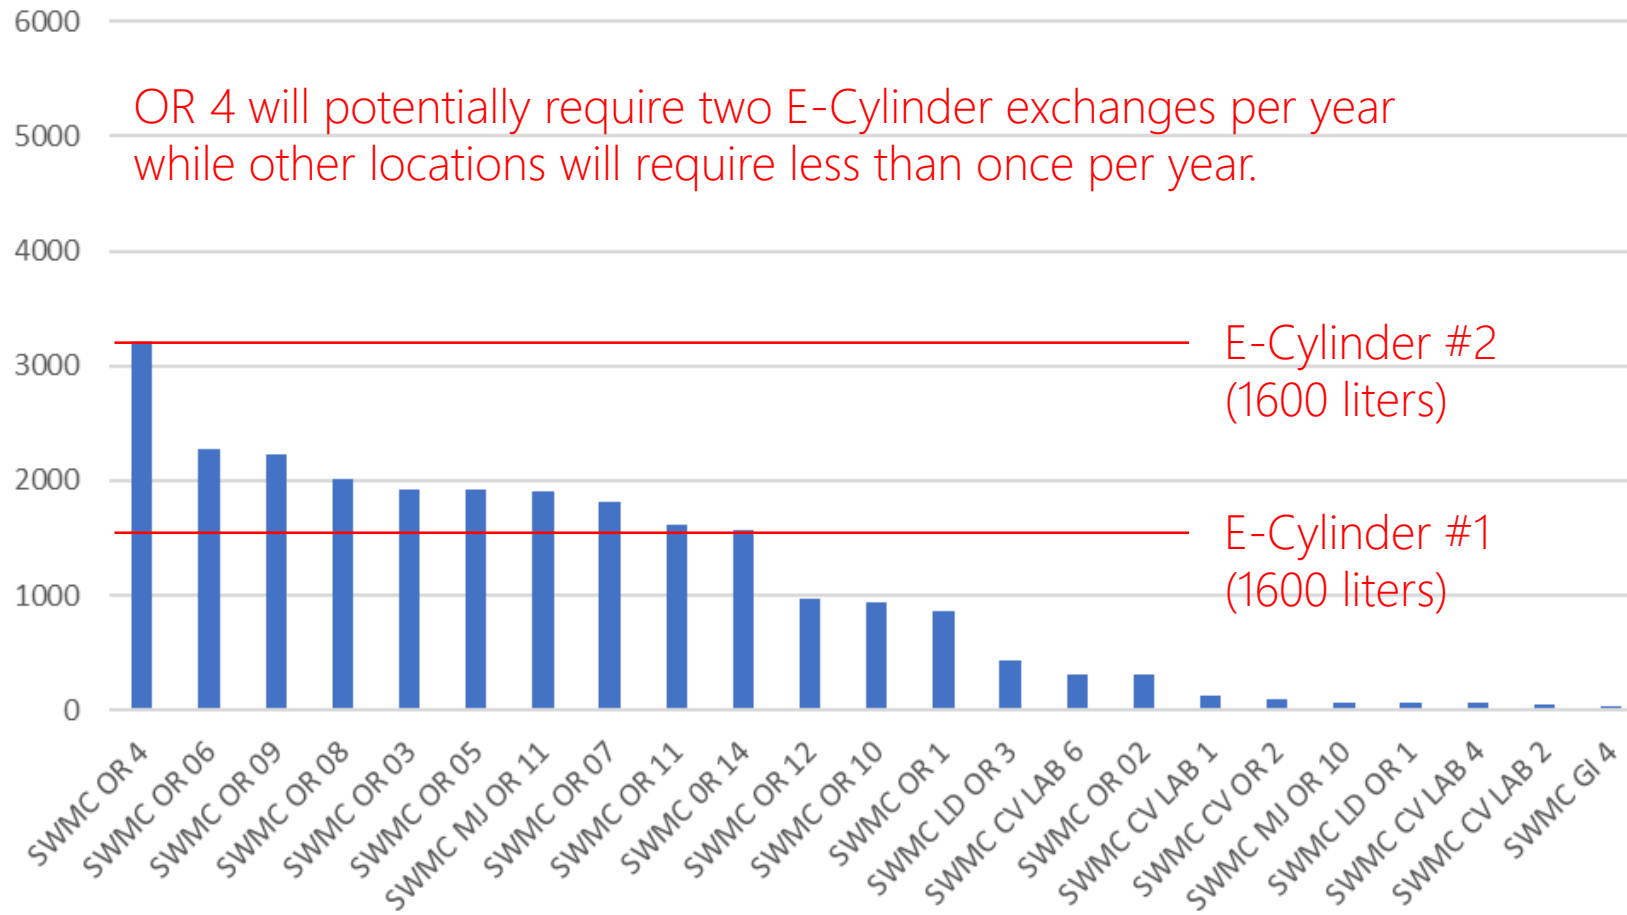 6000
OR 4 will potentially require two E-Cylinder exchanges per year
5000
while other locations will require less than once per year.
4000
E-Cylinder #2
3000
(1600 liters)
2000
E-Cylinder #1
1000
(1600 liters)
0
SWMC OR 4
SWMC OR 06
SWMC OR 09
SWMC OR 08
SWMC OR 03
SWMC OR 05
SWMC MJ OR 11
SWMC OR 07
SWMC OR 11
SWMC 0R 14
SWMC OR 12
SWMC OR 10
SWMC OR 1
SWMC LD OR 3
SWMC CV LAB 6
SWMC OR 02
SWMC CV LAB 1
SWMC CV OR 2
SWMC MJ OR 10
SWMC LD OR 1
SWMC CV LAB 4
SWMC CV LAB 2
SWMC GI 4